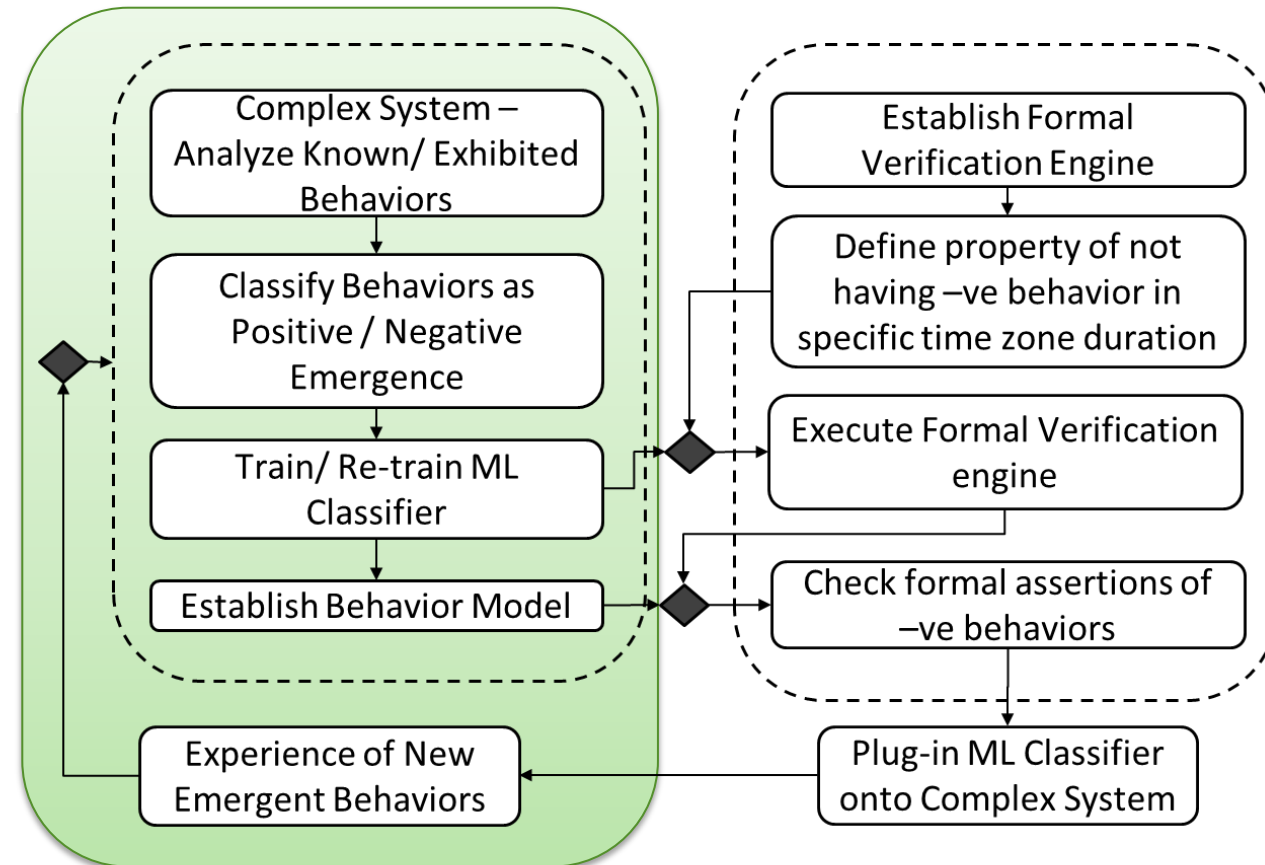 Complex System –
Analyze Known/ Exhibited
Behaviors
Classify Behaviors as
Positive / Negative
Emergence
Train/ Re-train ML
Classifier
Establish Behavior Model
Experience of New
Emergent Behaviors
Establish Formal
Verification Engine
Define property of not
having –ve behavior in
specific time zone duration
Execute Formal Verification
engine
Check formal assertions of
–ve behaviors
Plug-in ML Classifier
onto Complex System